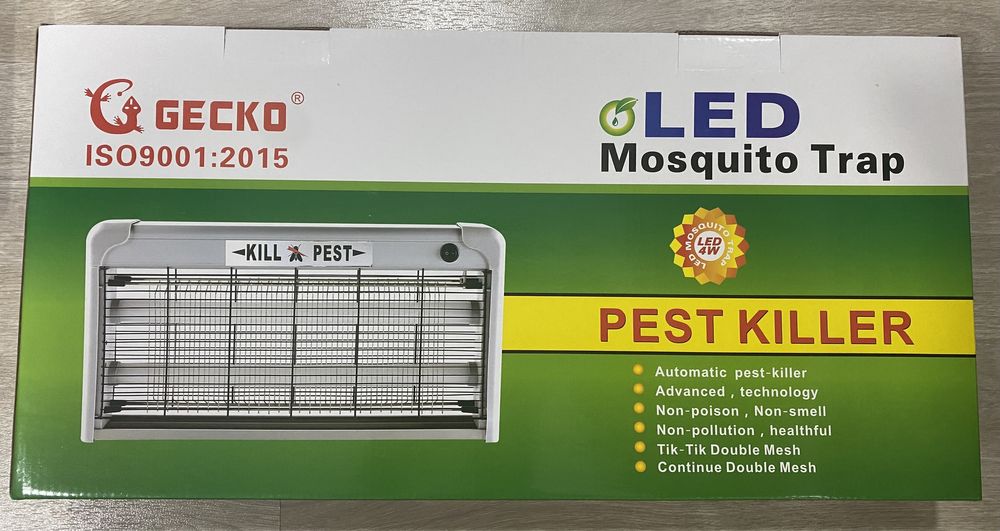 GECKO®
ISO9001:2015
LED
Mosquito Trap
KILL PEST
LED MOSQUITO TRAP
LED
4W
PEST KILLER
Automatic pest-killer
Advanced , technology
Non-poison , Non-smell
Non-pollution , healthful
Tik-Tik Double Mesh
Continue Double Mesh